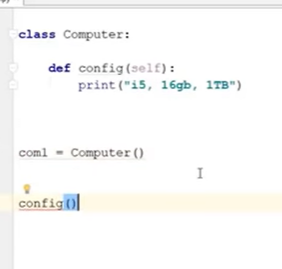 class Computer:
def config(self):
print("i5, 16gb, 1TB")
com1 = Computer()
config()